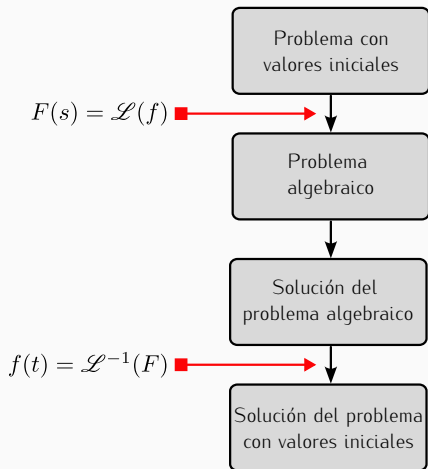 Problema con
valores iniciales
F(s) = ℒ(f)
Problema
algebraico
Solución del
problema algebraico
f(t) = ℒ⁻¹(F)
Solución del problema
con valores iniciales